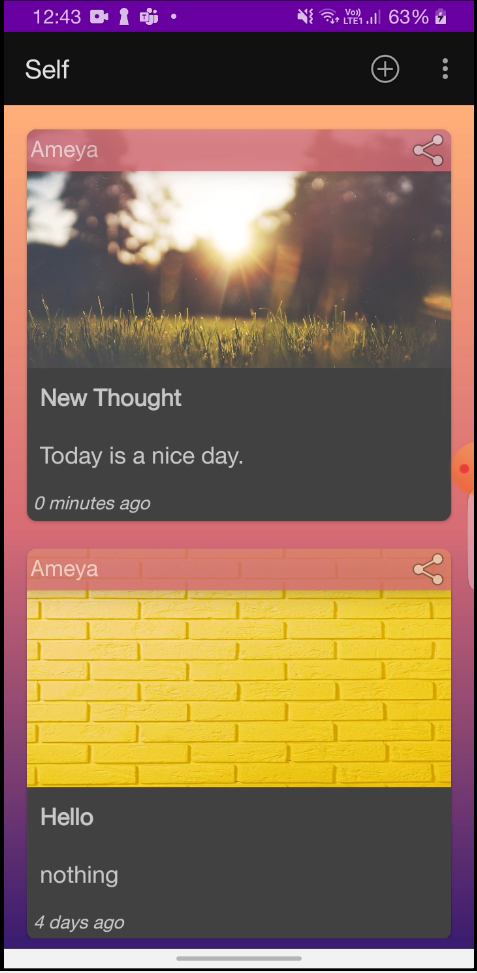 12:43
Vo))
LTE1
63%
Self
Ameya
New Thought
Today is a nice day.
0 minutes ago
Ameya
Hello
nothing
4 days ago